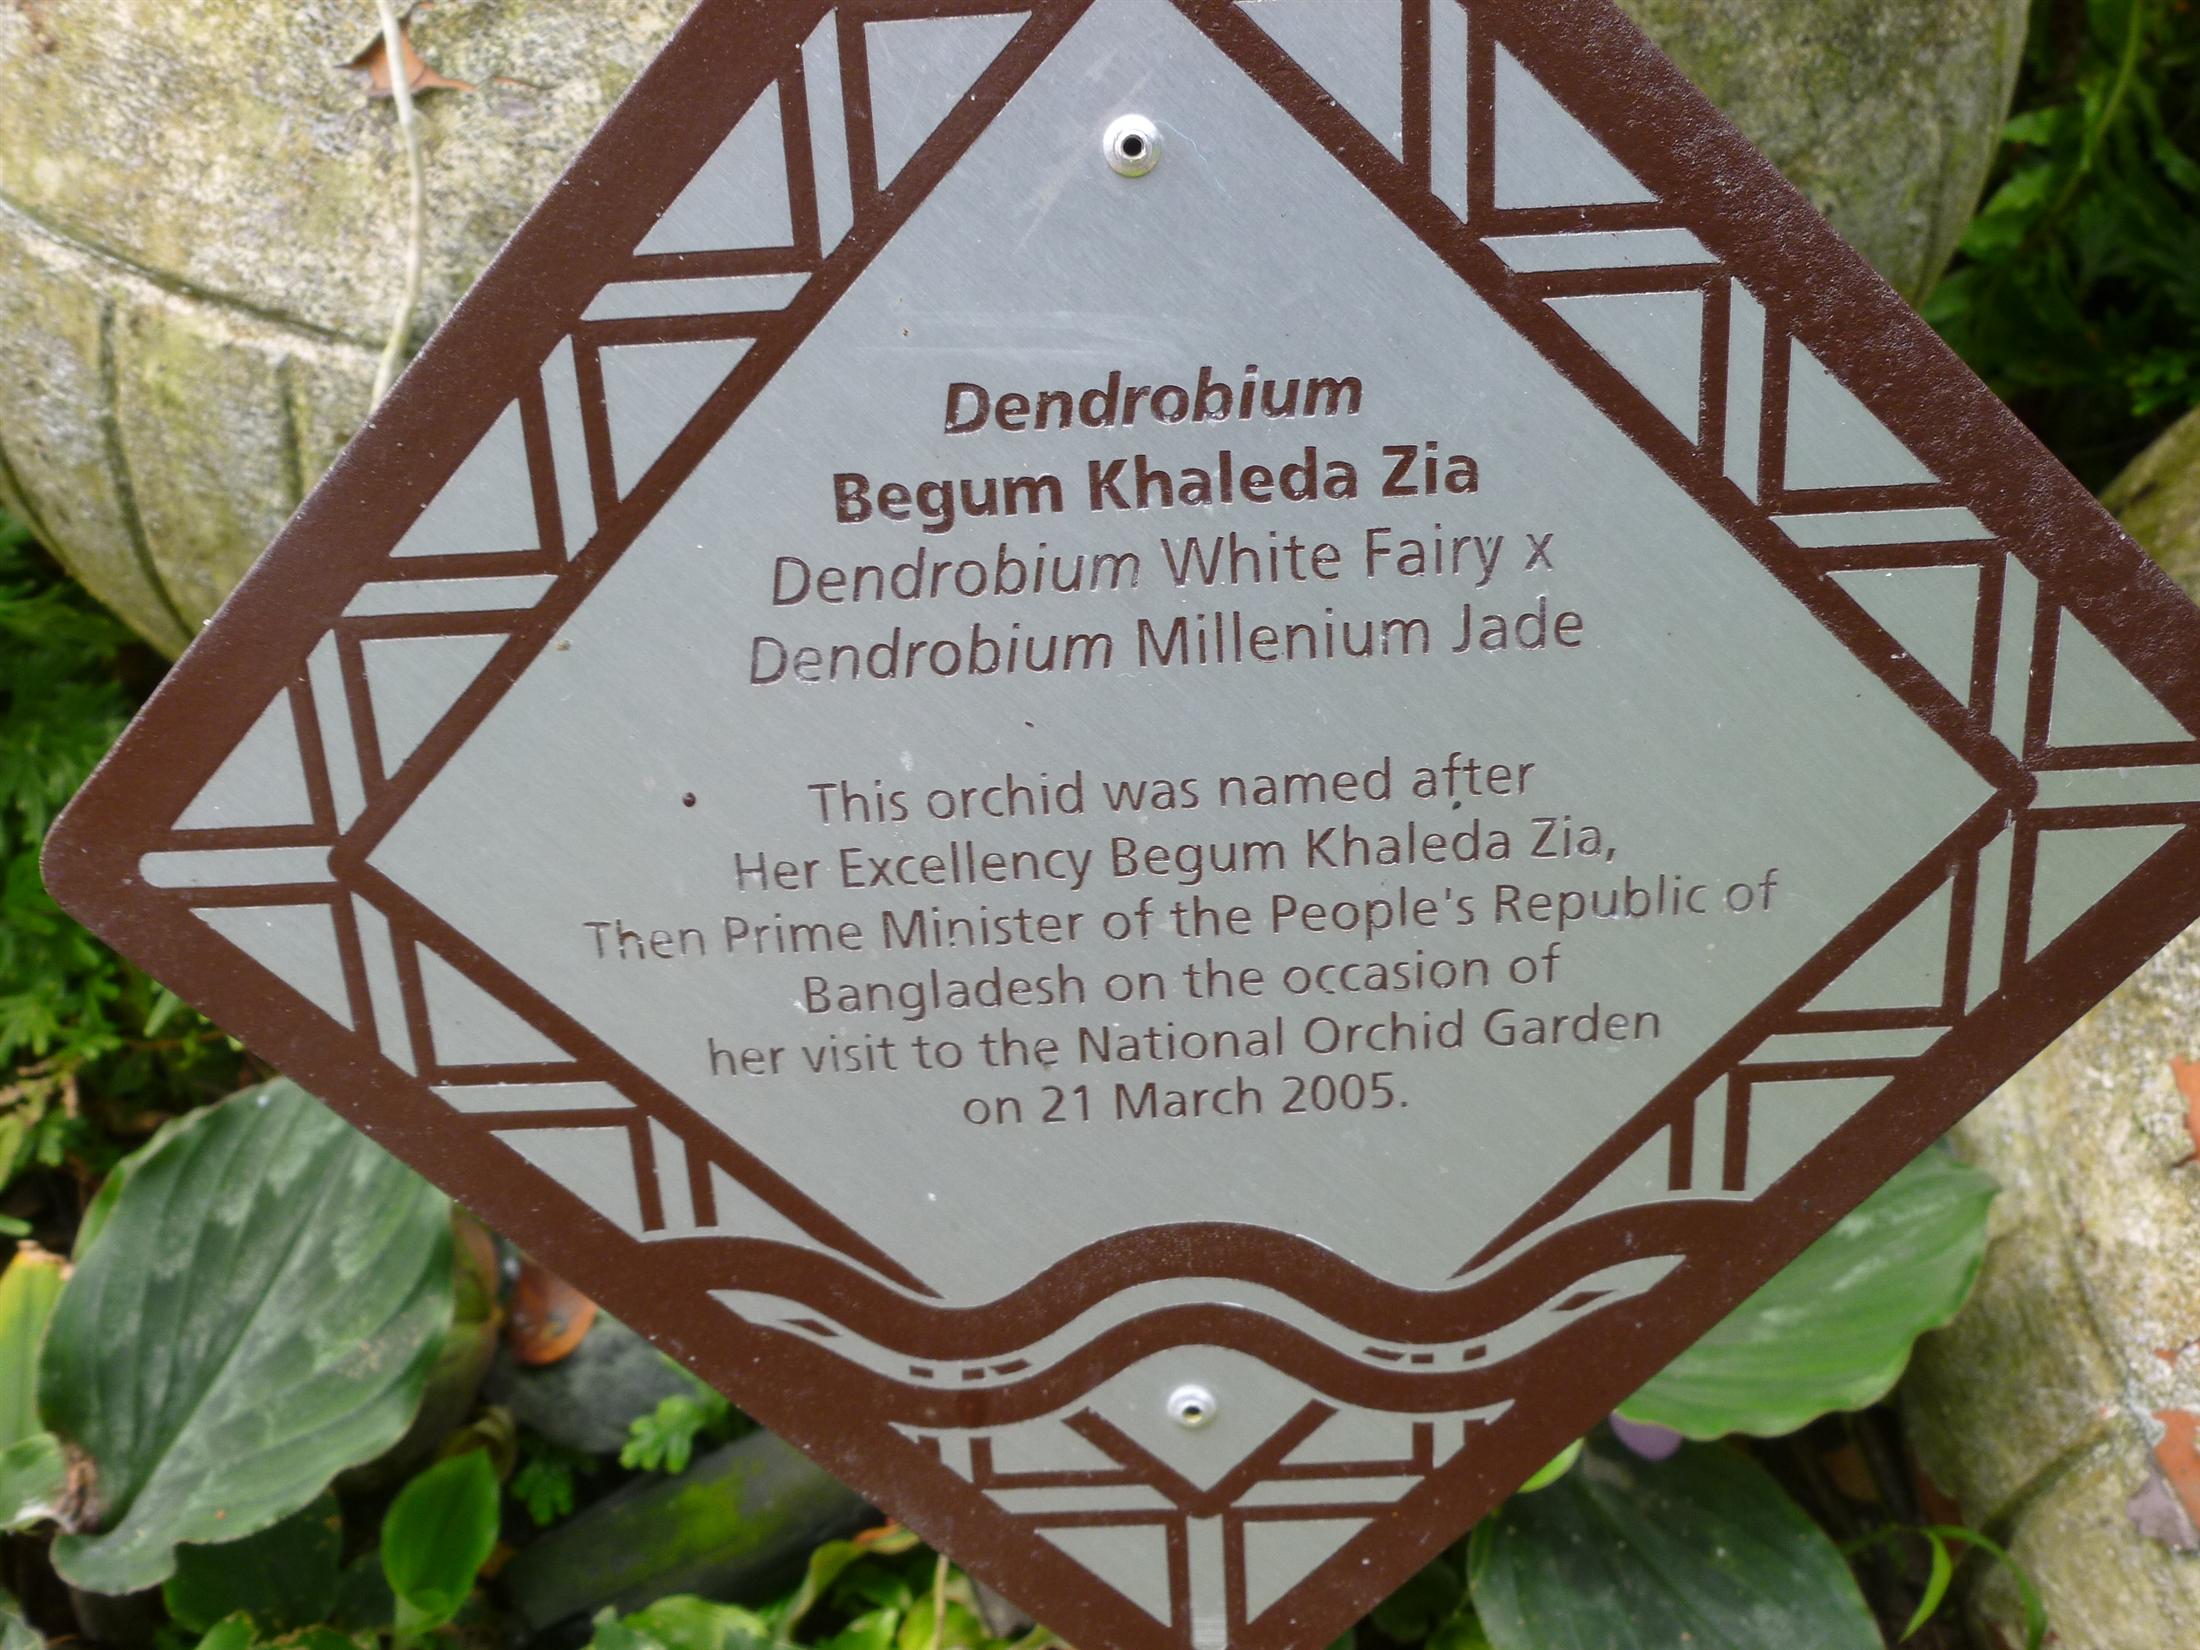 Dendrobium
Begum Khaleda Zia
Dendrobium White Fairy x
Dendrobium Millenium Jade
This orchid was named after
Her Excellency Begum Khaleda Zia,
Then Prime Minister of the People's Republic of
Bangladesh on the occasion of
her visit to the National Orchid Garden
on 21 March 2005.